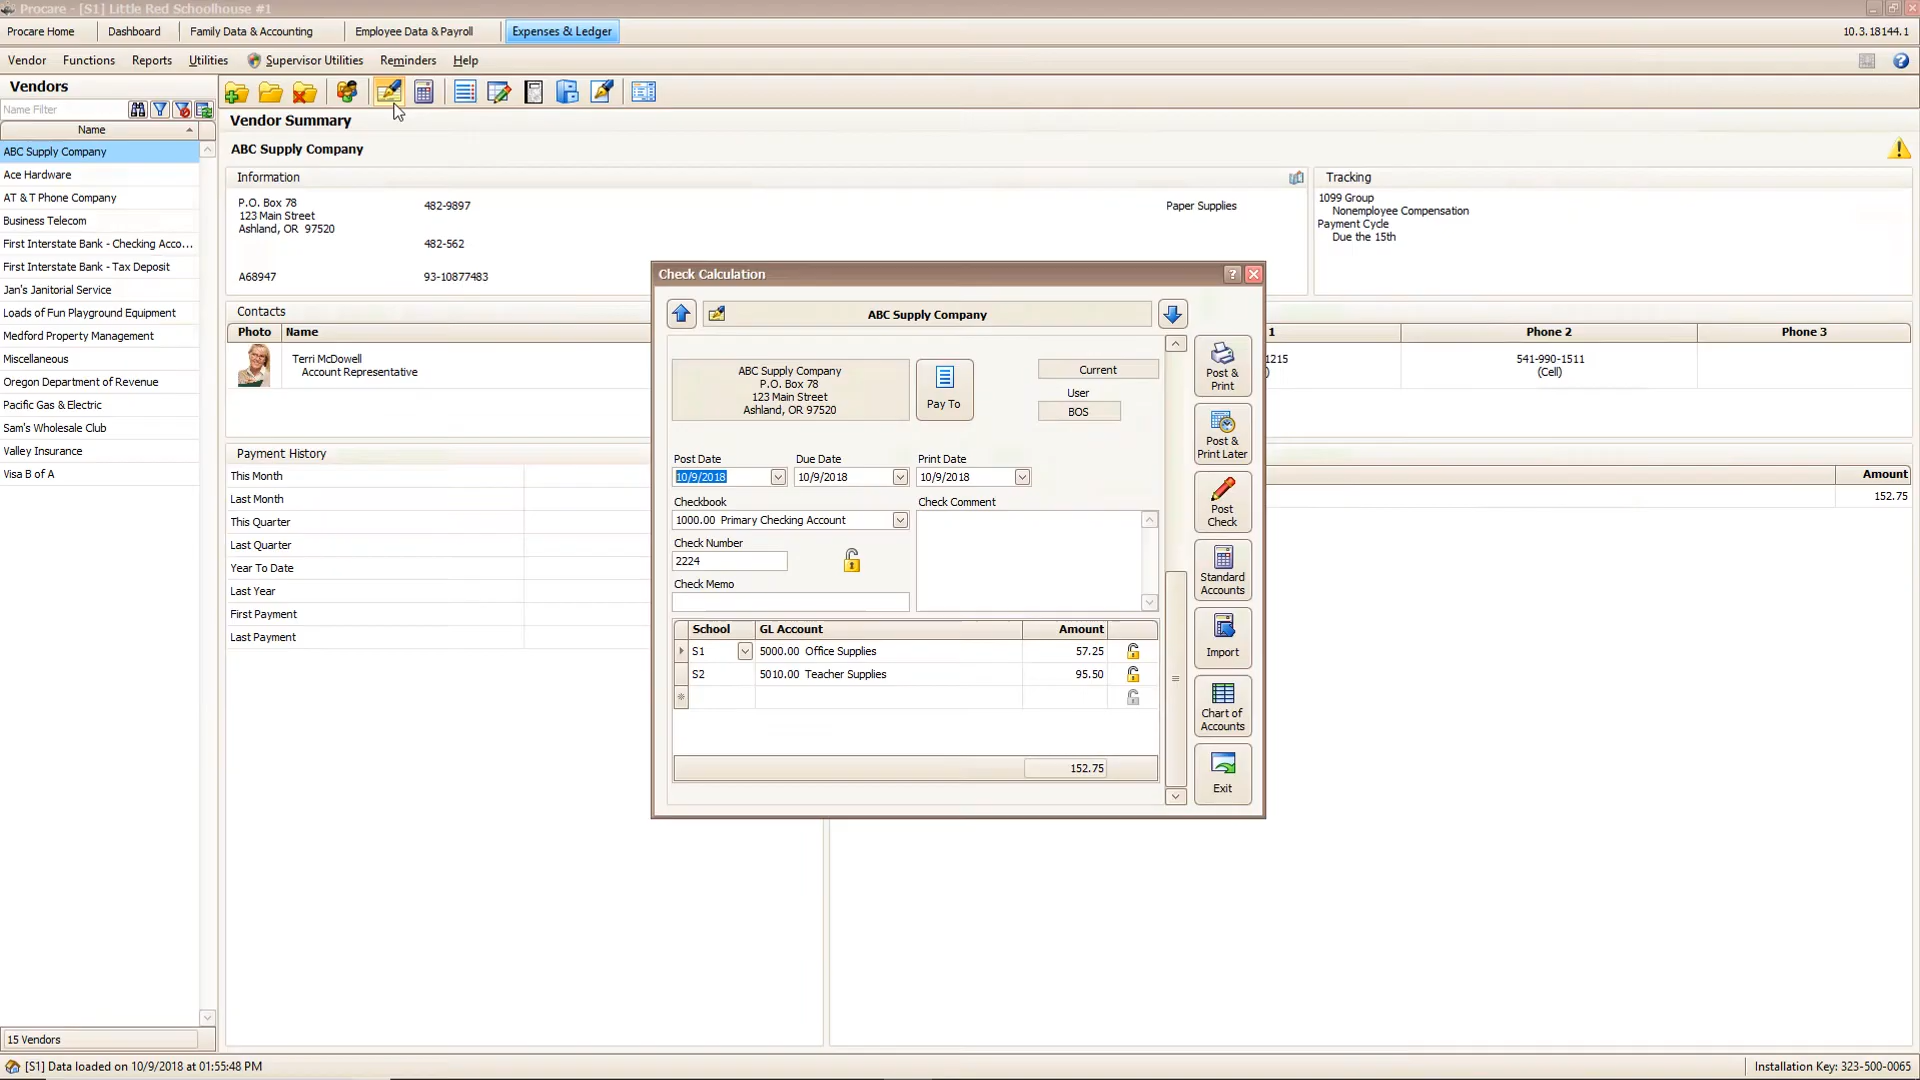 Procare - [S1] Little Red Schoolhouse #1
Procare Home
Dashboard
Family Data & Accounting
Employee Data & Payroll
Expenses & Ledger
10.3.18144.1
Vendor
Functions
Reports
Utilities
Supervisor Utilities
Reminders
Help
Vendors
Name Filter
Name
ABC Supply Company
Ace Hardware
AT & T Phone Company
Business Telecom
First Interstate Bank - Checking Acco...
First Interstate Bank - Tax Deposit
Jan's Janitorial Service
Loads of Fun Playground Equipment
Medford Property Management
Miscellaneous
Oregon Department of Revenue
Pacific Gas & Electric
Sam's Wholesale Club
Valley Insurance
Visa B of A
15 Vendors
Vendor Summary
ABC Supply Company
Information
P.O. Box 78
123 Main Street
Ashland, OR 97520
482-9897
482-562
A68947
93-10877483
Paper Supplies
Tracking
1099 Group
Nonemployee Compensation
Payment Cycle
Due the 15th
Contacts
Photo
Name
1
Phone 2
Phone 3
Terri McDowell
Account Representative
1215
)
541-990-1511
(Cell)
Payment History
This Month
Last Month
This Quarter
Last Quarter
Year To Date
Last Year
First Payment
Last Payment
Amount
152.75
Check Calculation
ABC Supply Company
ABC Supply Company
P.O. Box 78
123 Main Street
Ashland, OR 97520
Pay To
Current
User
BOS
Post Date
Due Date
Print Date
10/9/2018
10/9/2018
10/9/2018
Checkbook
Check Comment
1000.00 Primary Checking Account
Check Number
2224
Check Memo
School
GL Account
Amount
S1
5000.00 Office Supplies
57.25
S2
5010.00 Teacher Supplies
95.50
152.75
Post &
Print
Post &
Print Later
Post
Check
Standard
Accounts
Import
Chart of
Accounts
Exit
[S1] Data loaded on 10/9/2018 at 01:55:48 PM
Installation Key: 323-500-0065